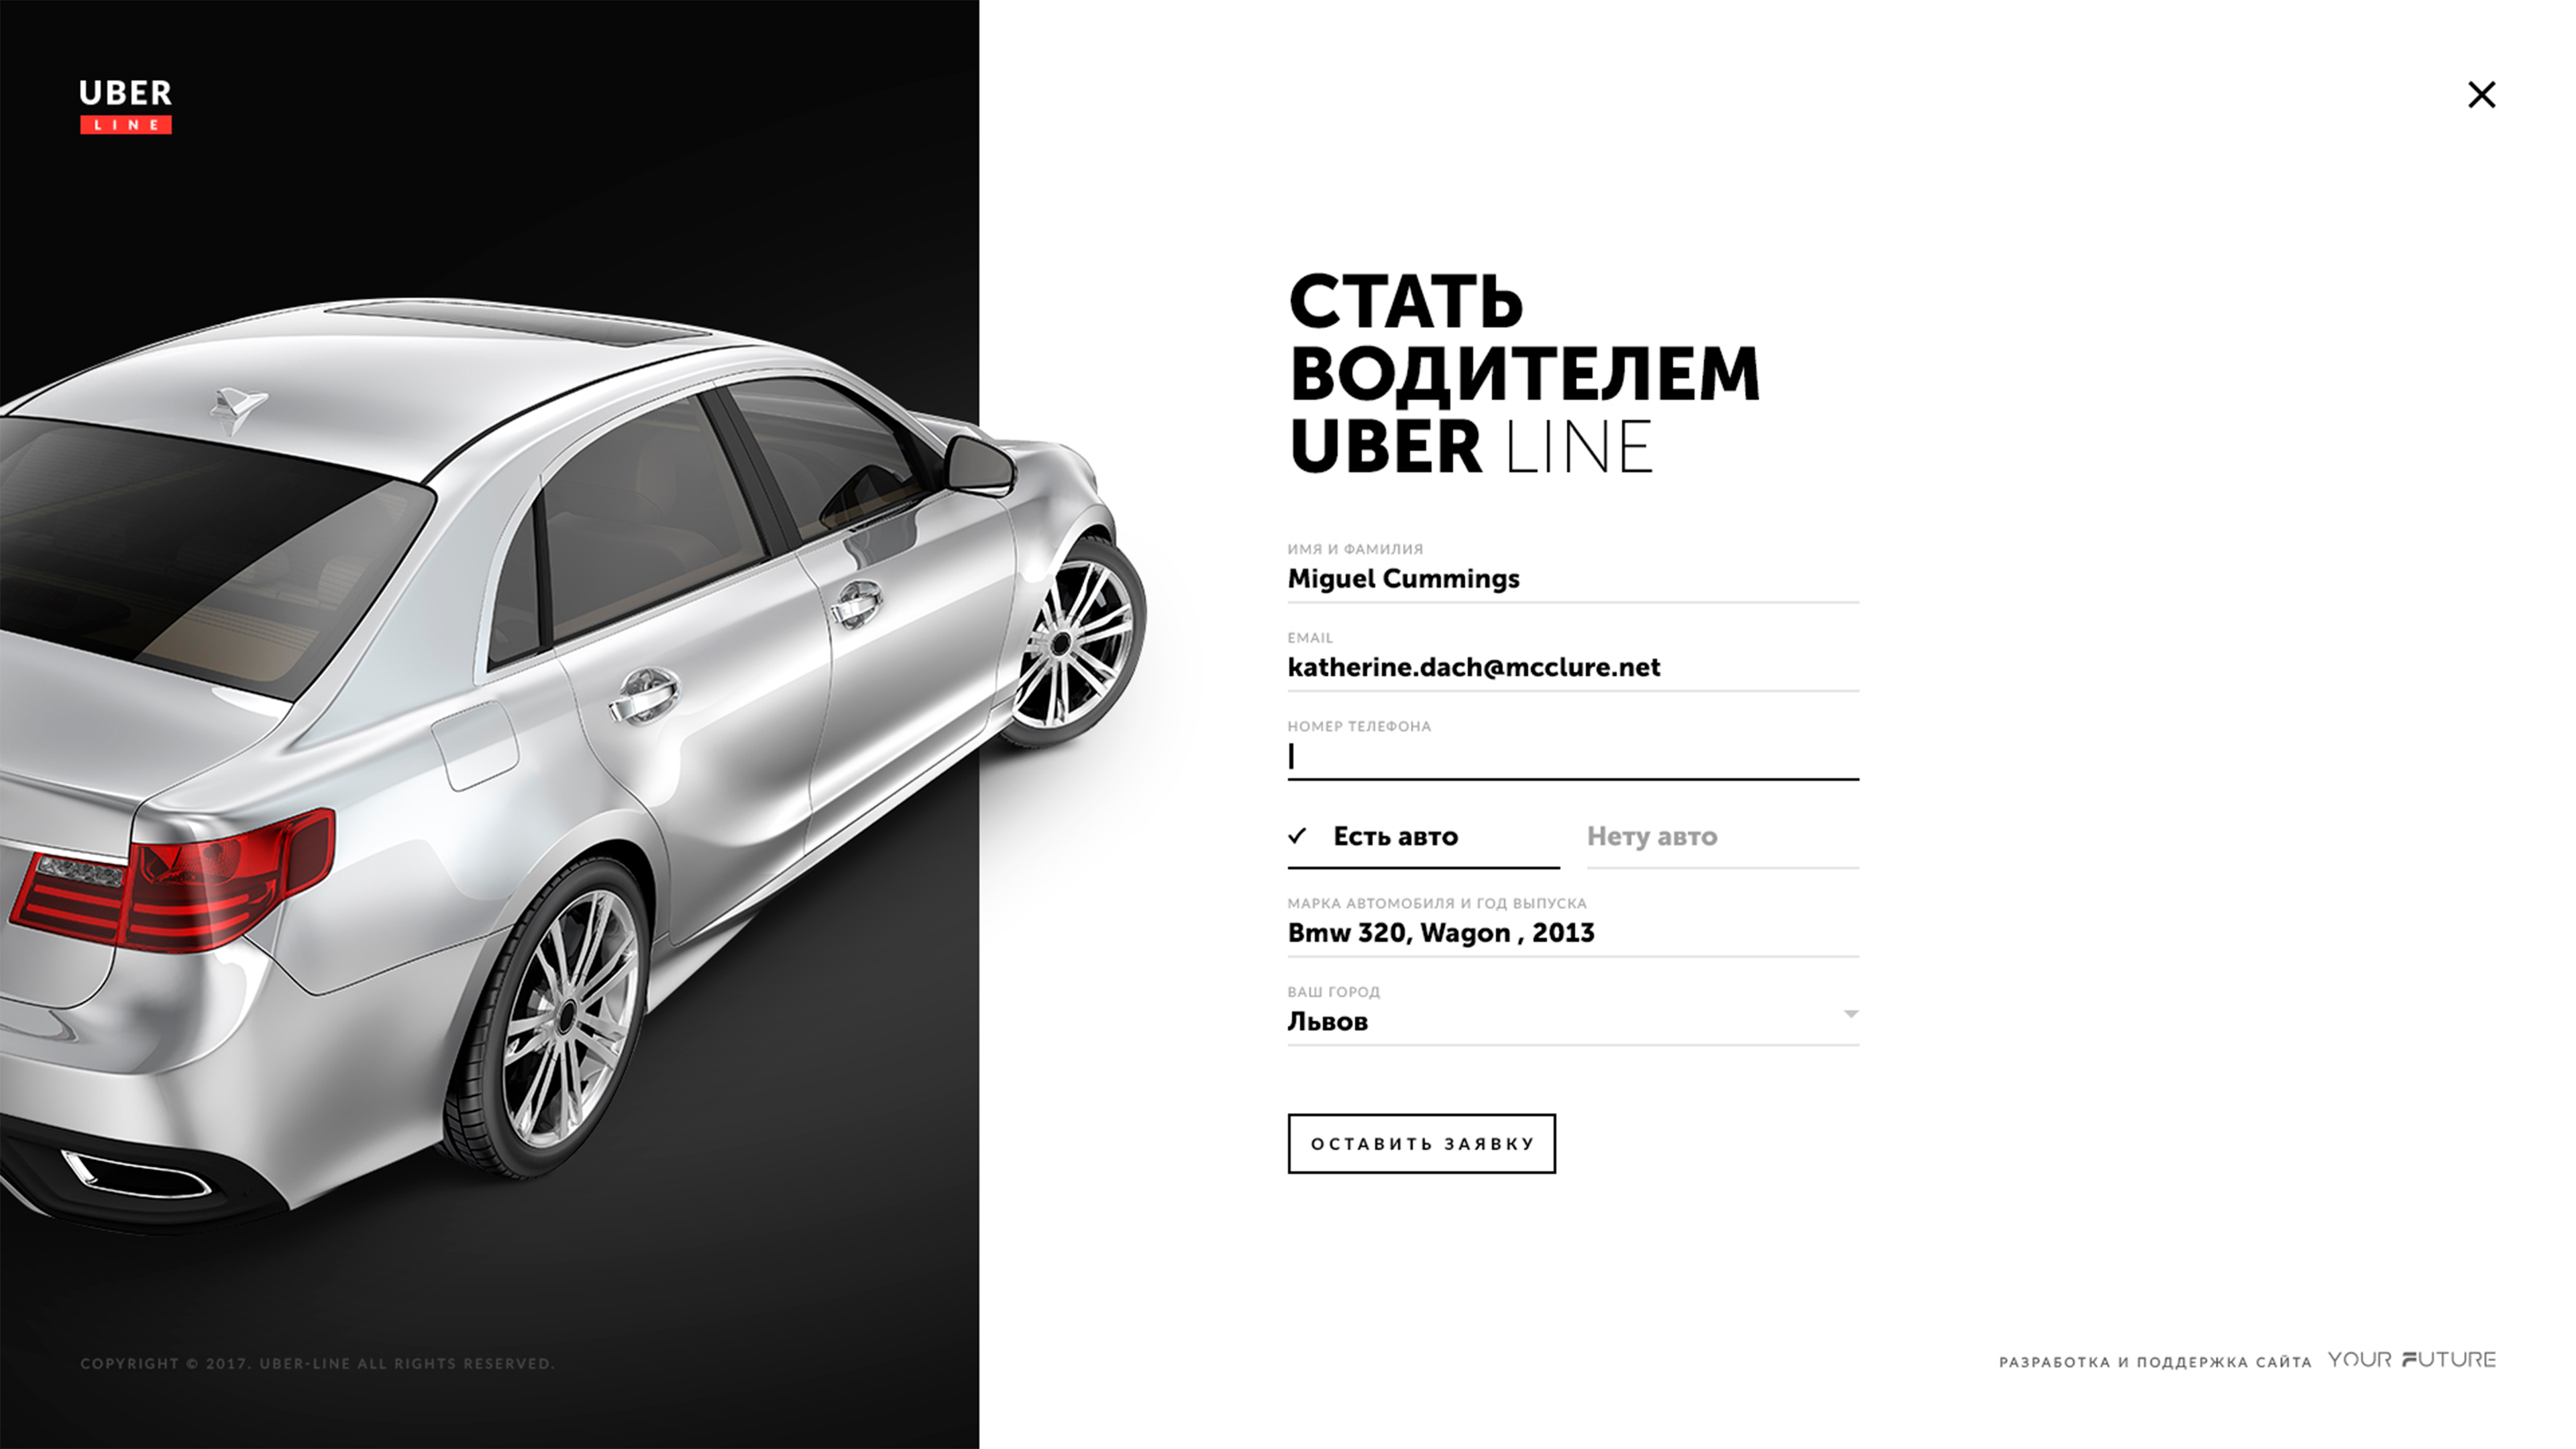 UBER
LINE
СТАТЬ
ВОДИТЕЛЕМ
UBER LINE
ИМЯ И ФАМИЛИЯ
Miguel Cummings
EMAIL
katherine.dach@mcclure.net
НОМЕР ТЕЛЕФОНА
Есть авто
Нету авто
МАРКА АВТОМОБИЛЯ И ГОД ВЫПУСКА
Bmw 320, Wagon , 2013
ВАШ ГОРОД
Львов
ОСТАВИТЬ ЗАЯВКУ
COPYRIGHT © 2017. UBER-LINE ALL RIGHTS RESERVED.
РАЗРАБОТКА И ПОДДЕРЖКА САЙТА YOUR FUTURE